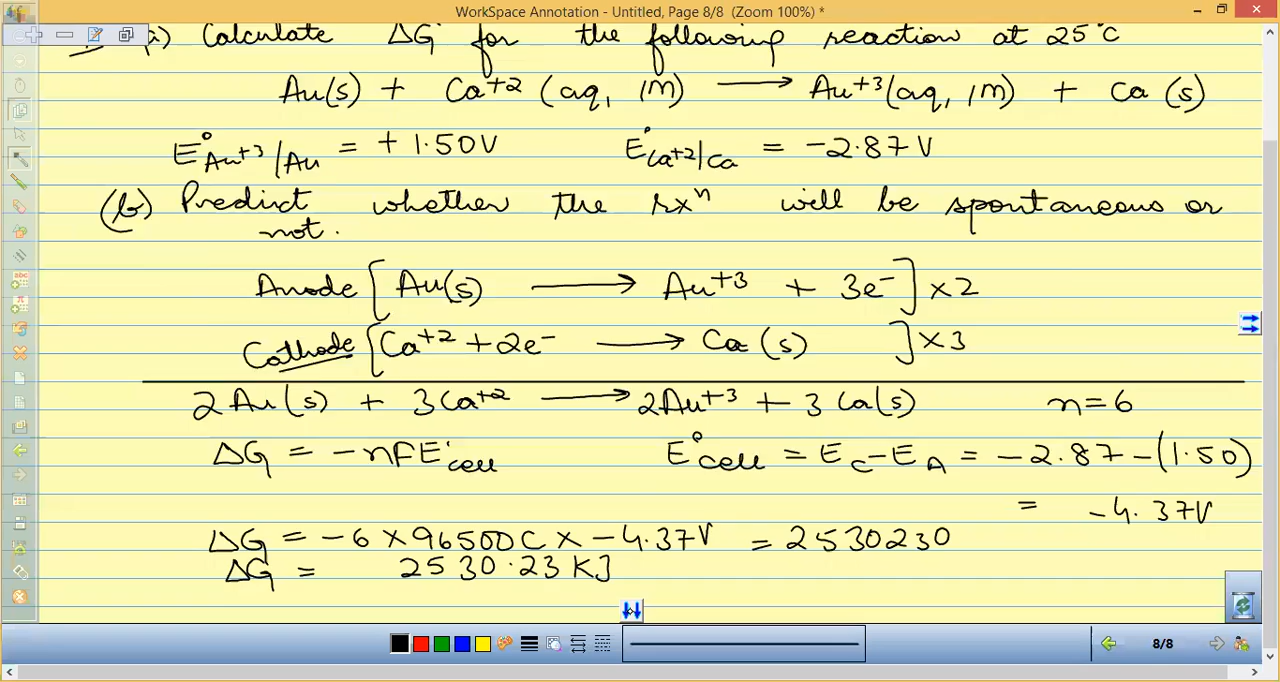 WorkSpace Annotation - Untitled, Page 8/8 (Zoom 100%) *
(a) Calculate ΔG for the following reaction at 25°C
Au(s) + Ca+2 (aq, 1M) ⟶ Au+3(aq, 1M) + Ca (s)
E°Au+3/Au = +1.50V E°Ca+2/Ca = -2.87 V
(b) Predict whether the rxn will be spontaneous or
not.
Anode [Au(s) ⟶ Au+3 + 3e-] ×2
Cathode [Ca+2 + 2e- ⟶ Ca (s) ] ×3
2Au(s) + 3Ca+2 ⟶ 2Au+3 + 3Ca(s) n=6
ΔG = -nFE°cell E°cell = EC-EA = -2.87 -(1.50)
= -4.37V
ΔG = -6 × 96500C × -4.37V = 2530230
ΔG = 2530.23 KJ
8/8